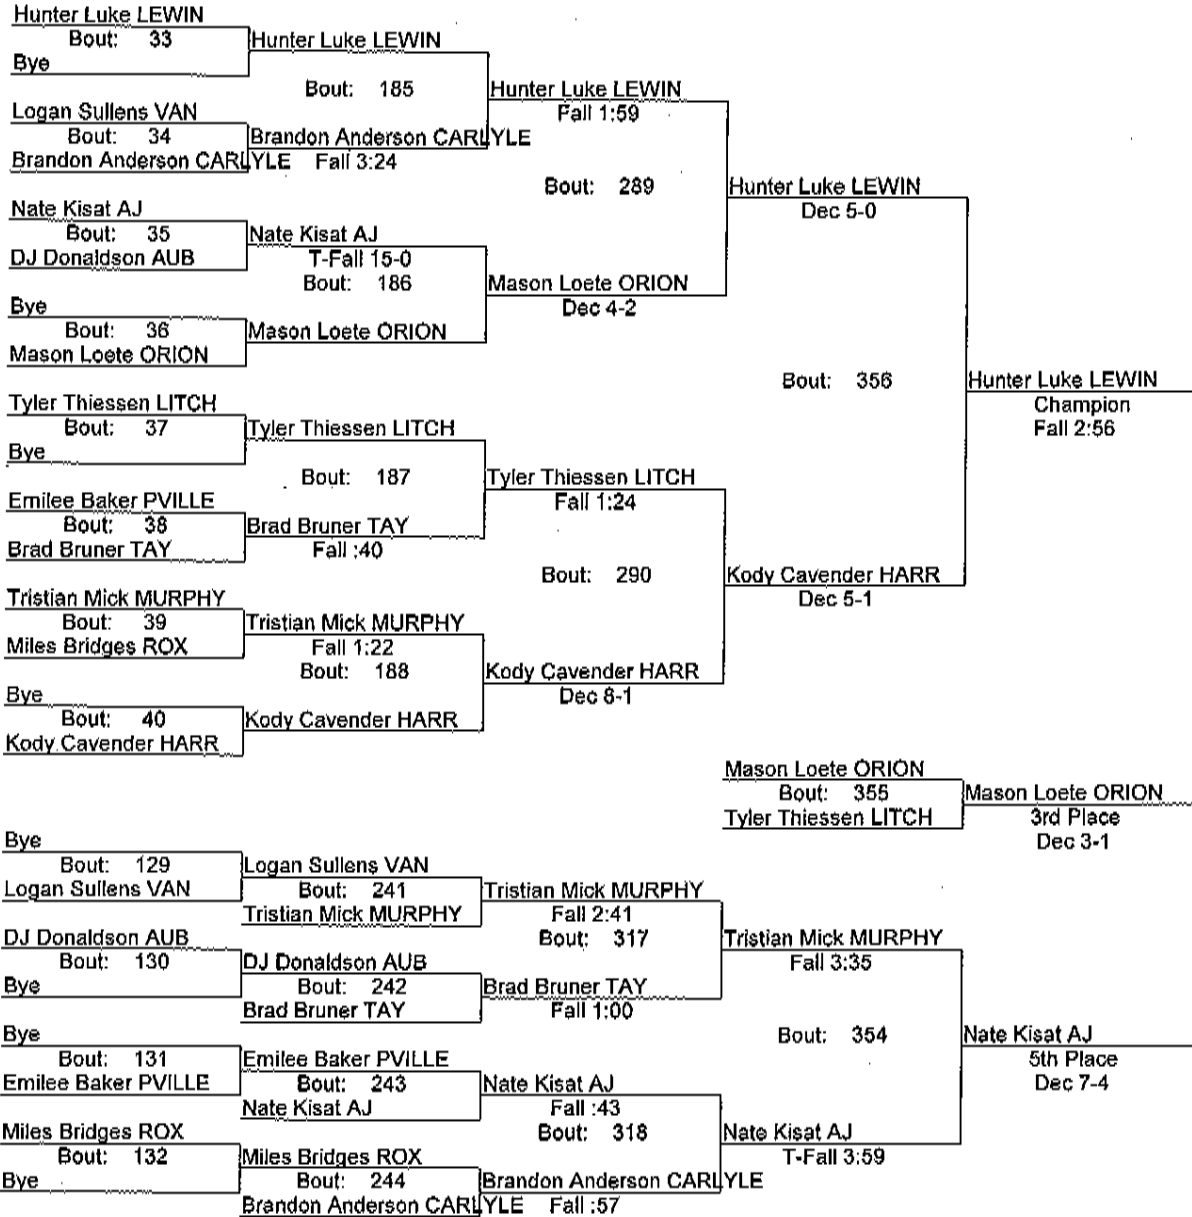 Hunter Luke LEWIN
Bout: 33
Hunter Luke LEWIN
Bye
Bout: 185
Hunter Luke LEWIN
Fall 1:59
Logan Sullens VAN
Bout: 34
Brandon Anderson CARLYLE
Brandon Anderson CARLYLE
Fall 3:24
Bout: 289
Hunter Luke LEWIN
Dec 5-0
Nate Kisat AJ
Bout: 35
Nate Kisat AJ
DJ Donaldson AUB
T-Fall 15-0
Bout: 186
Mason Loete ORION
Dec 4-2
Bye
Bout: 36
Mason Loete ORION
Mason Loete ORION
Bout: 356
Hunter Luke LEWIN
Champion
Fall 2:56
Tyler Thiessen LITCH
Bout: 37
Tyler Thiessen LITCH
Bye
Bout: 187
Tyler Thiessen LITCH
Fall 1:24
Emilee Baker PVILLE
Bout: 38
Brad Bruner TAY
Brad Bruner TAY
Fall :40
Bout: 290
Kody Cavender HARR
Dec 5-1
Tristian Mick MURPHY
Bout: 39
Tristian Mick MURPHY
Miles Bridges ROX
Fall 1:22
Bout: 188
Kody Cavender HARR
Dec 8-1
Bye
Bout: 40
Kody Cavender HARR
Kody Cavender HARR
Mason Loete ORION
Bout: 355
Mason Loete ORION
Tyler Thiessen LITCH
3rd Place
Dec 3-1
Bye
Bout: 129
Logan Sullens VAN
Logan Sullens VAN
Bout: 241
Tristian Mick MURPHY
Tristian Mick MURPHY
Fall 2:41
Bout: 317
Tristian Mick MURPHY
Fall 3:35
DJ Donaldson AUB
Bout: 130
DJ Donaldson AUB
Bye
Bout: 242
Brad Bruner TAY
Brad Bruner TAY
Fall 1:00
Bout: 354
Nate Kisat AJ
5th Place
Dec 7-4
Bye
Bout: 131
Emilee Baker PVILLE
Emilee Baker PVILLE
Bout: 243
Nate Kisat AJ
Nate Kisat AJ
Fall :43
Bout: 318
Nate Kisat AJ
T-Fall 3:59
Miles Bridges ROX
Bout: 132
Miles Bridges ROX
Bye
Bout: 244
Brandon Anderson CARLYLE
Brandon Anderson CARLYLE
Fall :57